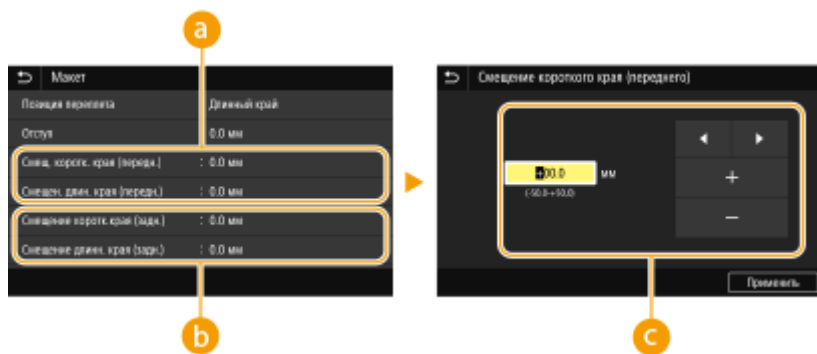 a
Макет
Позиция переплета Длинный край
Отступ 0.0 мм
Смещ. коротк. края (передн.) : 0.0 мм
Смещен. длин. края (передн.) : 0.0 мм
Смещение коротк.края (задн.) : 0.0 мм
Смещение длинн. края (задн.) : 0.0 мм
b
Смещение короткого края (переднего)
+00.0 мм
(-50.0-+50.0)
+
−
Применить
c